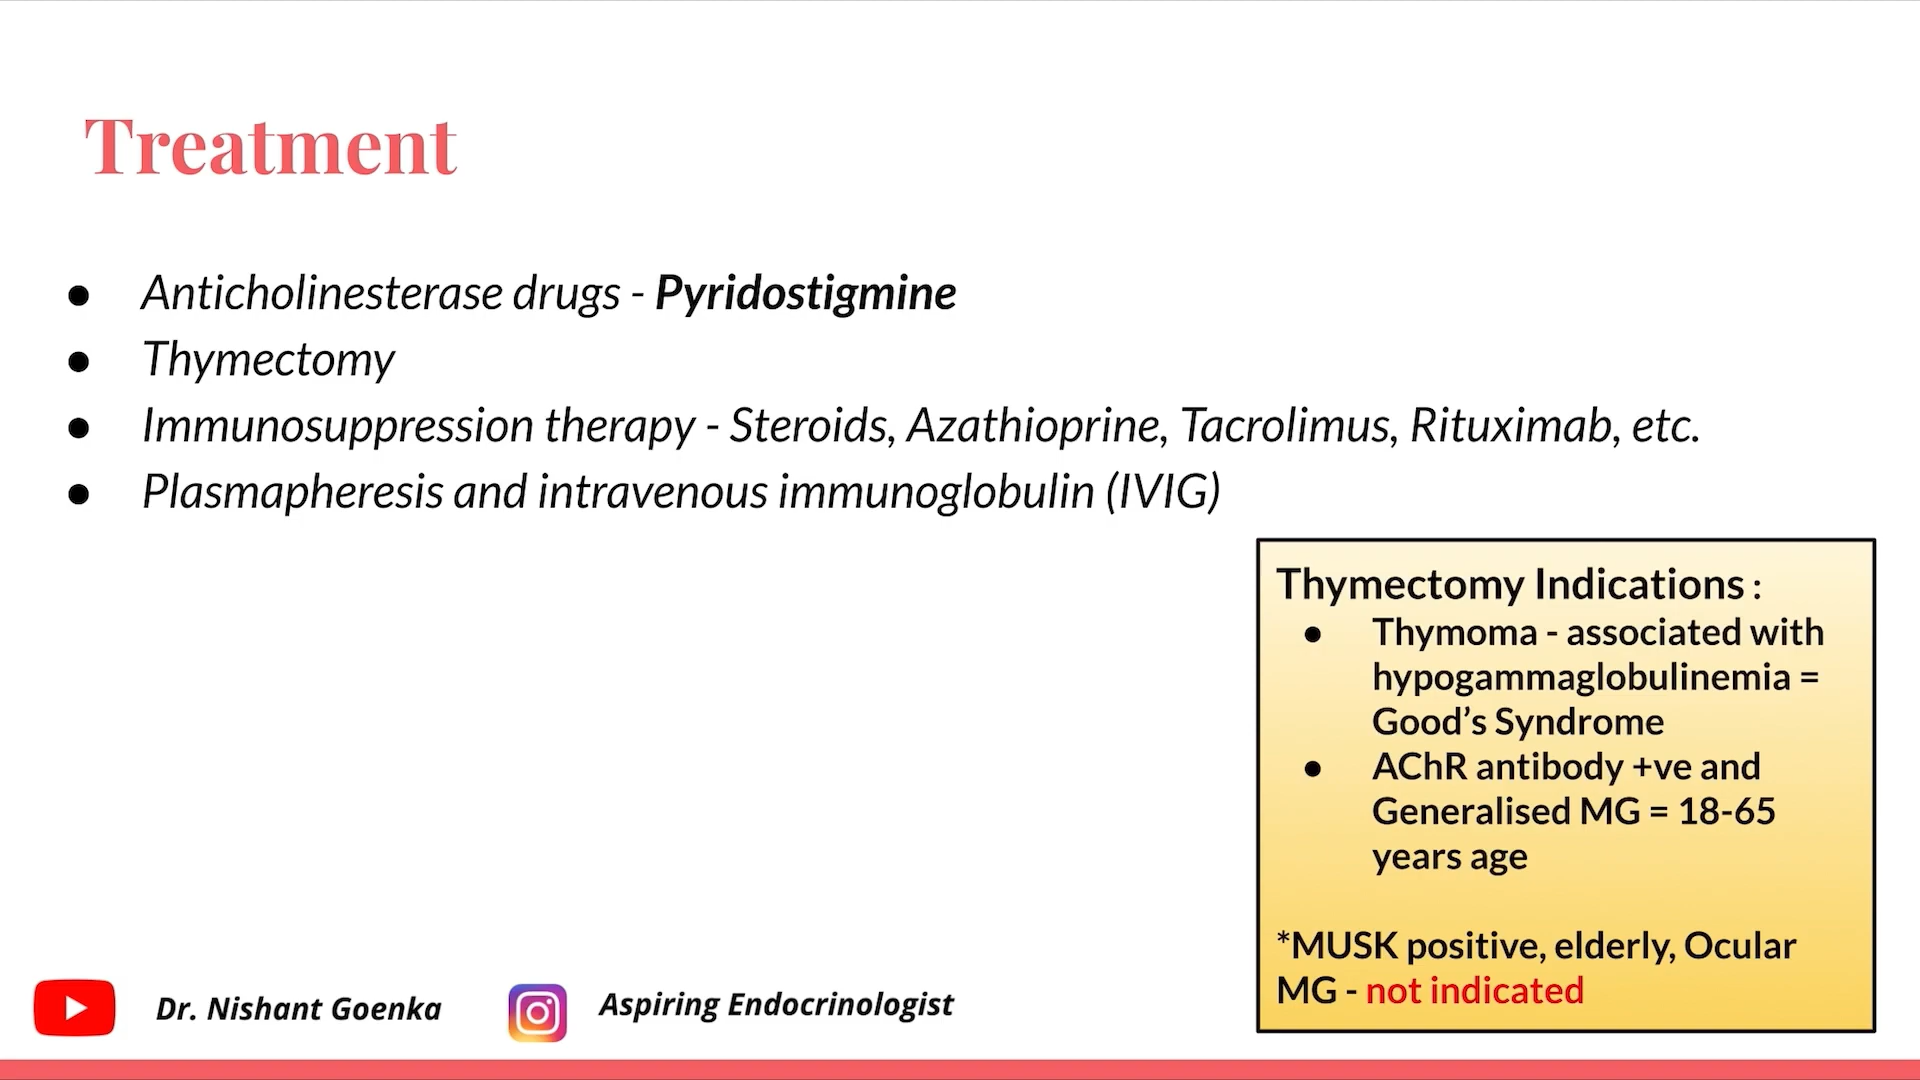 Treatment
● Anticholinesterase drugs - Pyridostigmine
● Thymectomy
● Immunosuppression therapy - Steroids, Azathioprine, Tacrolimus, Rituximab, etc.
● Plasmapheresis and intravenous immunoglobulin (IVIG)
Thymectomy Indications :
● Thymoma - associated with
hypogammaglobulinemia =
Good’s Syndrome
● AChR antibody +ve and
Generalised MG = 18-65
years age
*MUSK positive, elderly, Ocular
MG - not indicated
Dr. Nishant Goenka
Aspiring Endocrinologist